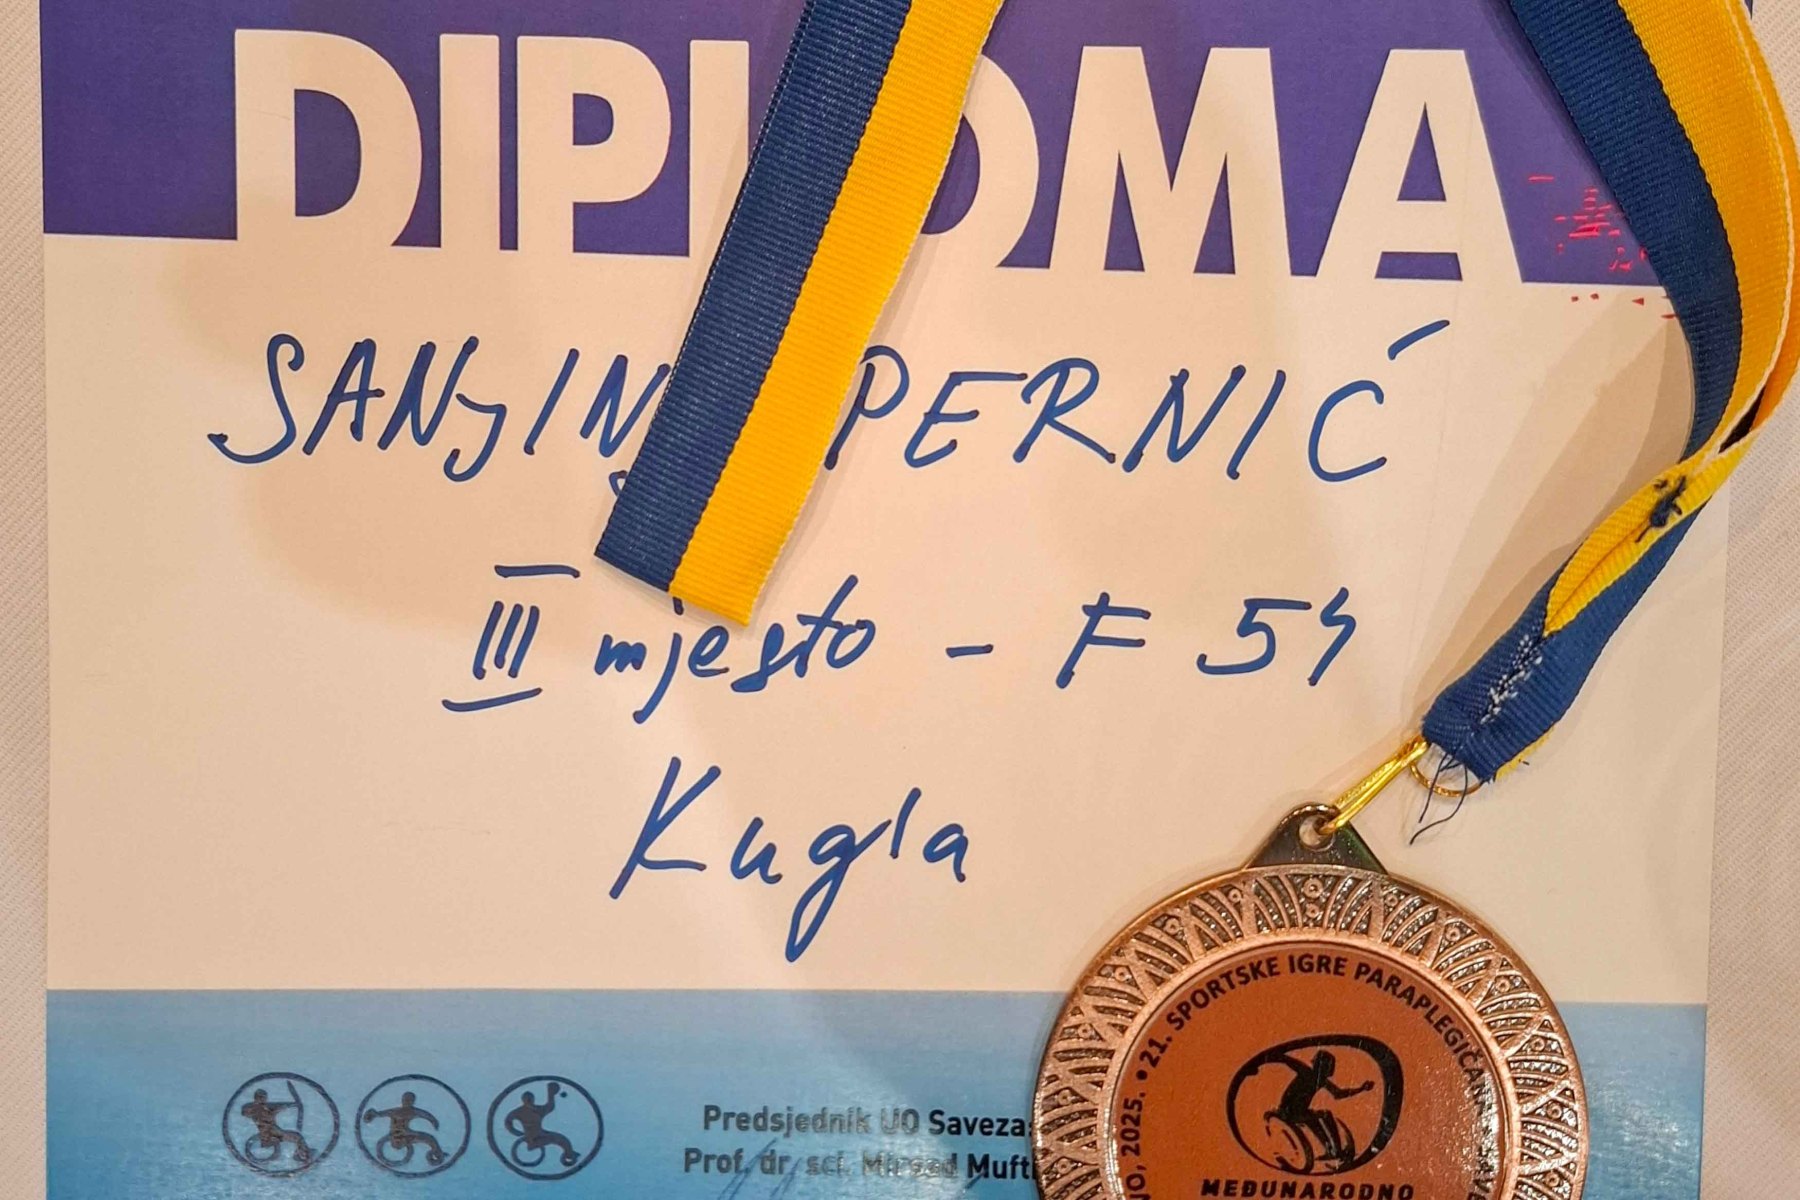 DIPLOMA
SANJIN PERNIĆ
III mjesto - F 54
Kugla
Predsjednik UO Saveza
Prof. dr. sci. Mirsad
2025. • 21. SPORTSKE IGRE PARAPLEGIČARA
MEĐUNARODNO